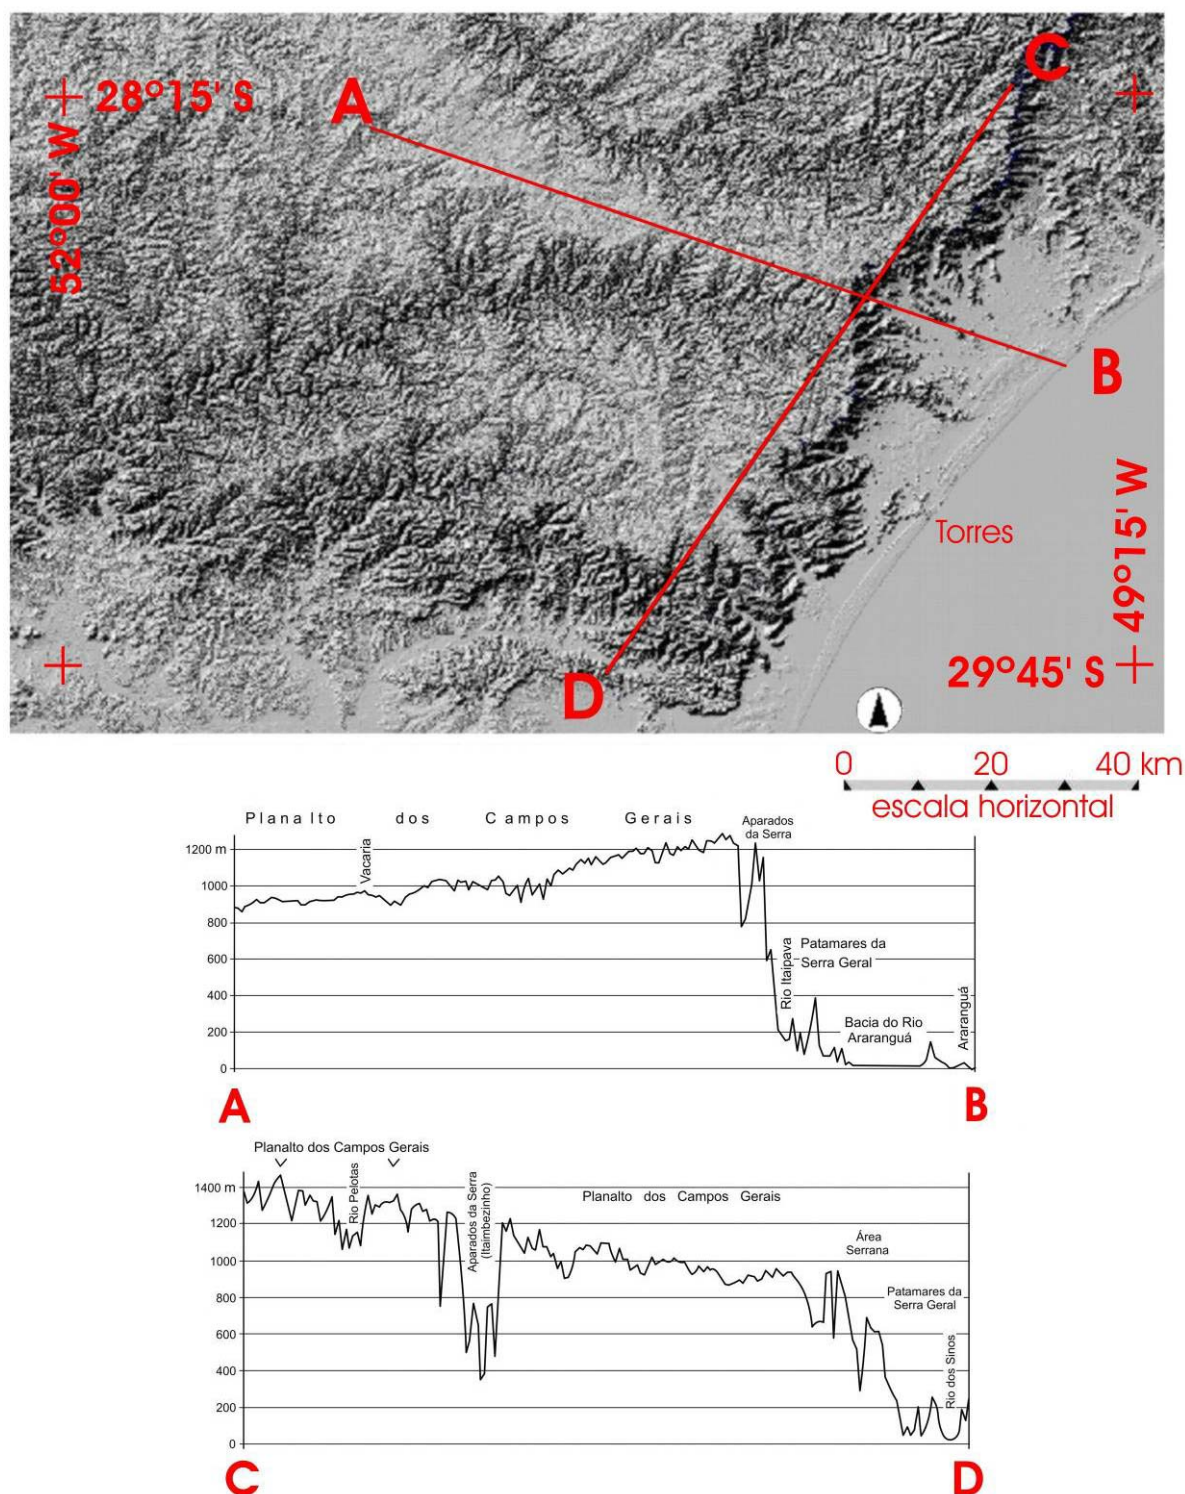 C
28°15' S
A
52°00' W
B
49°15' W
Torres
29°45' S
D
0 20 40 km
escala horizontal
Planalto dos Campos Gerais
Aparados
da Serra
Vacaria
1200 m
1000
800
600
400
200
0
Rio Itaipava
Patamares da
Serra Geral
Bacia do Rio
Araranguá
Araranguá
A
B
Planalto dos Campos Gerais
Rio Pelotas
Aparados da Serra
(Itaimbezinho)
Planalto dos Campos Gerais
1400 m
1200
1000
800
600
400
200
0
Área
Serrana
Patamares da
Serra Geral
Rio dos Sinos
C
D